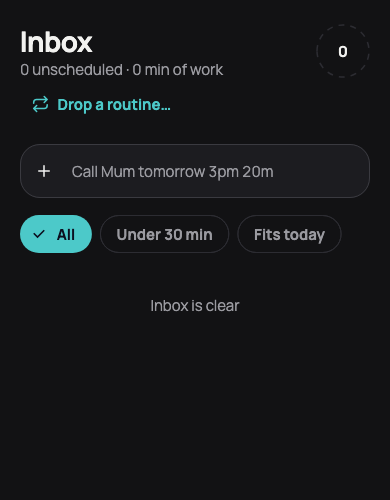 Inbox
0
0 unscheduled · 0 min of work
Drop a routine…
Call Mum tomorrow 3pm 20m
All
Under 30 min
Fits today
Inbox is clear